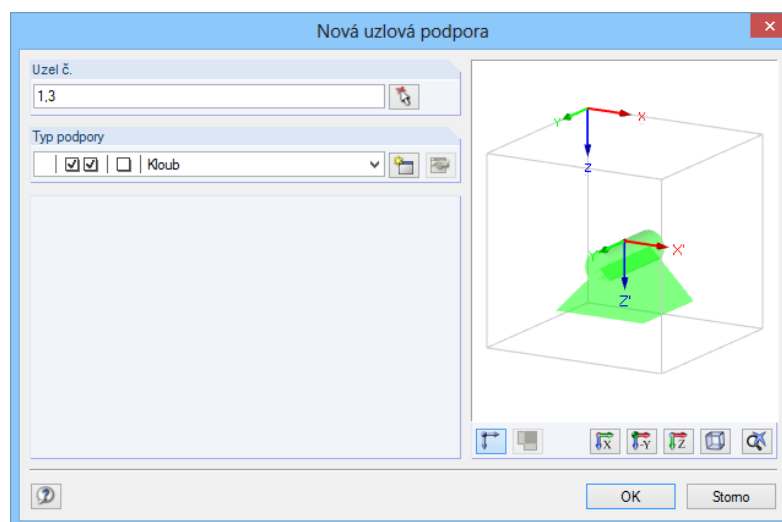 Nová uzlová podpora
Uzel č.
1,3
Typ podpory
Kloub
Y
X
Z
Y'
X'
Z'
X
-Y
Z
OK
Storno